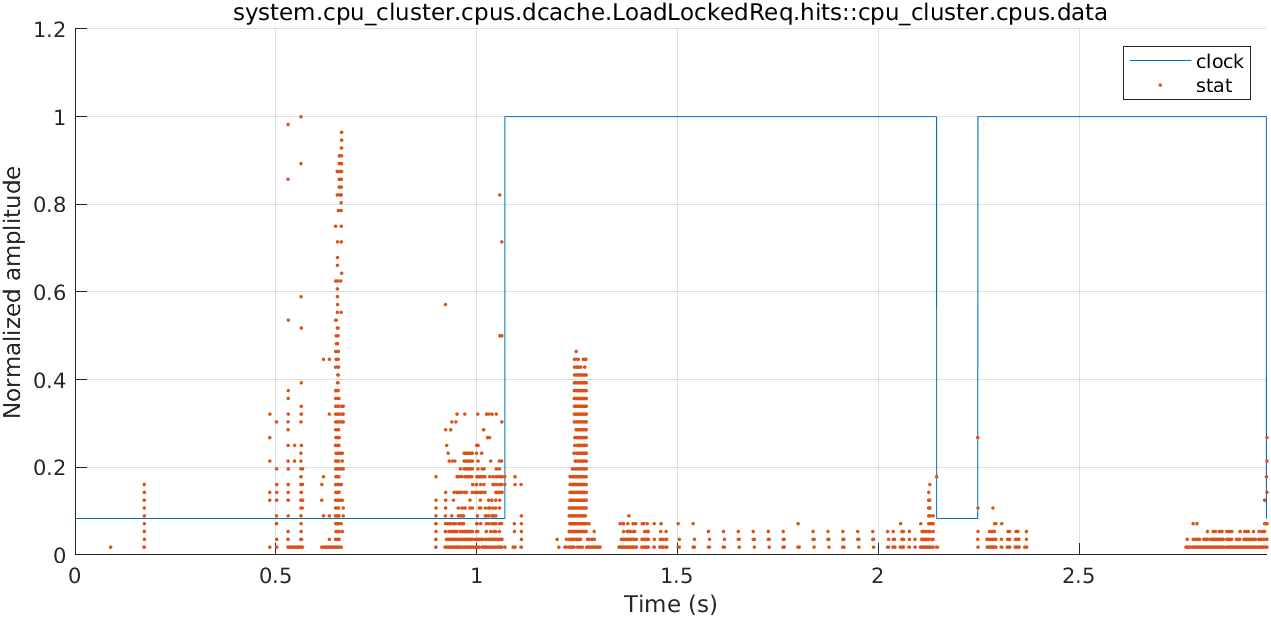 system.cpu_cluster.cpus.dcache.LoadLockedReq.hits::cpu_cluster.cpus.data
1.2
1
0.8
0.6
0.4
0.2
0
Normalized amplitude
clock
stat
0 0.5 1 1.5 2 2.5
Time (s)